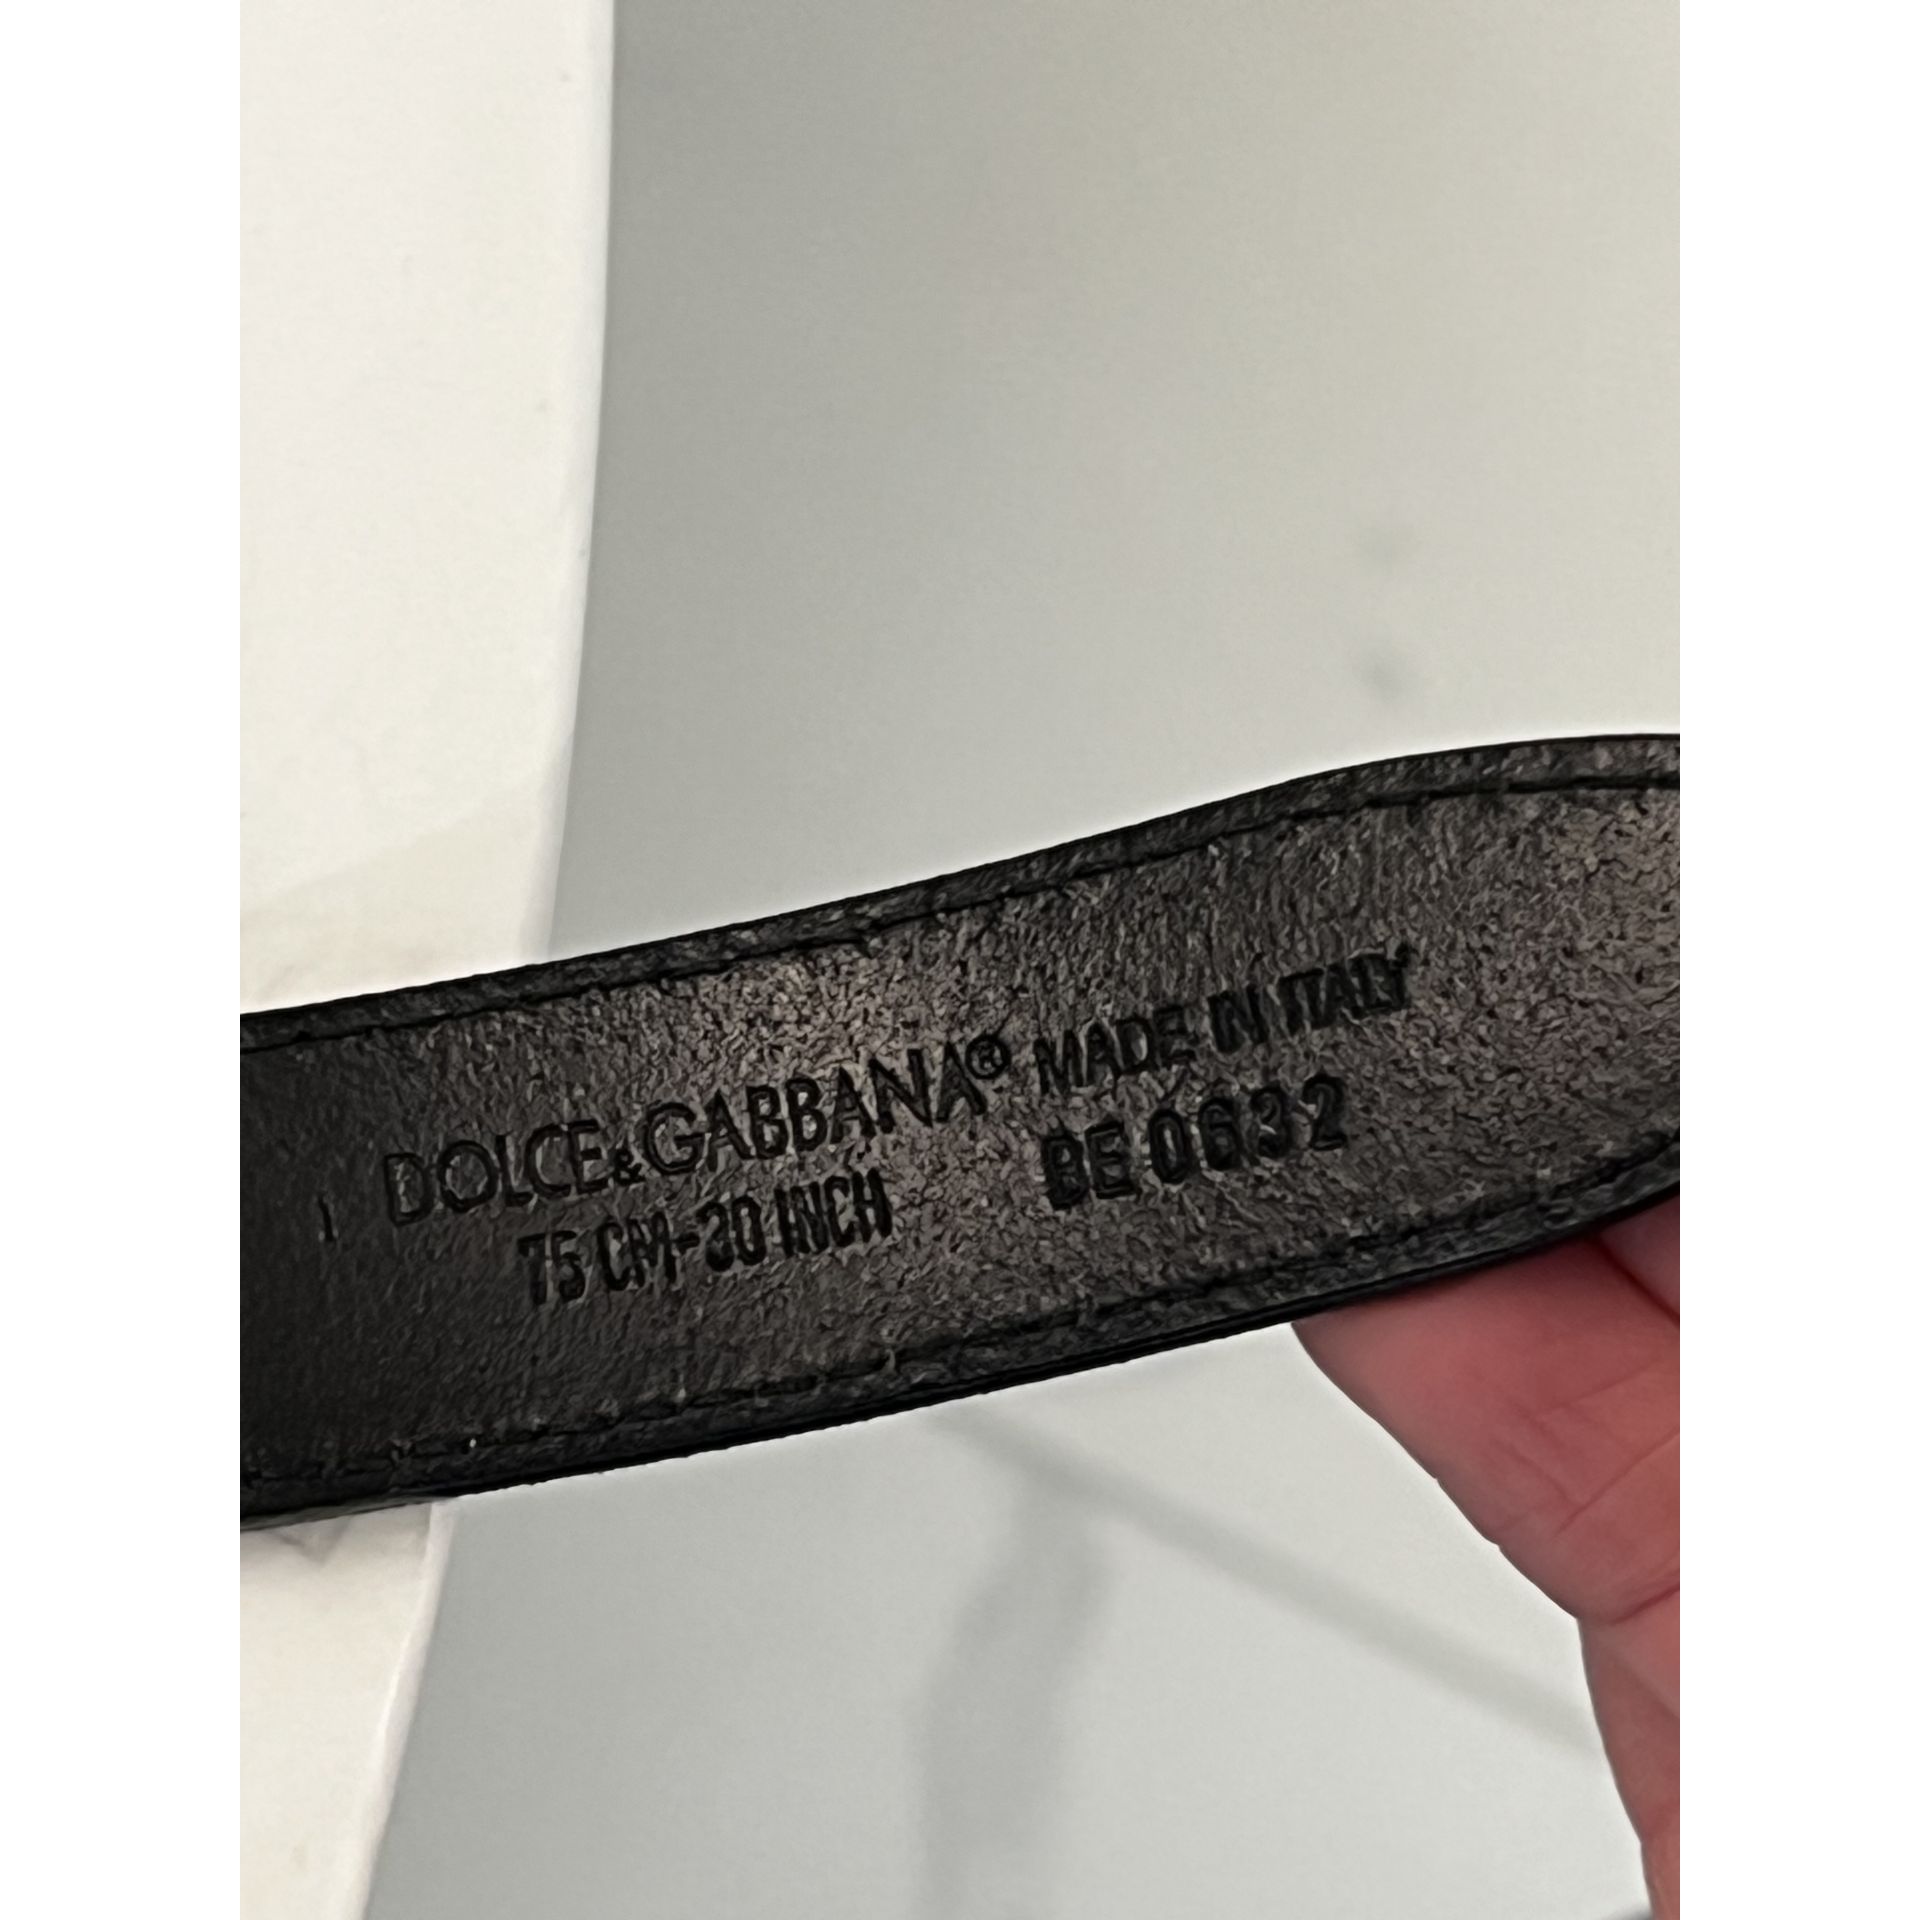 DOLCE&GABBANA® MADE IN ITALY
75 CM-30 INCH BE 0632